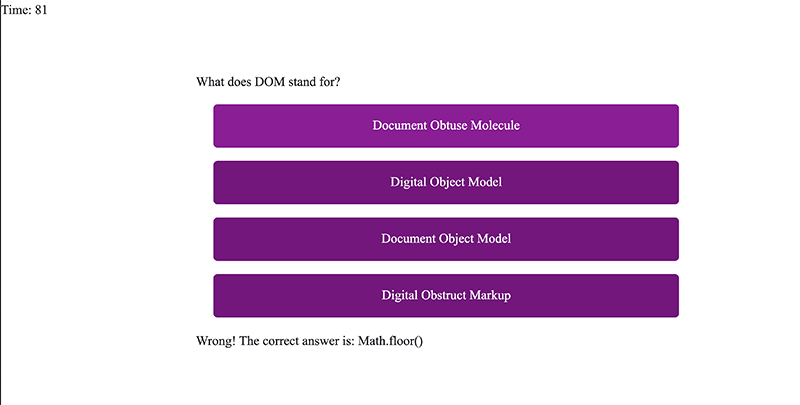 Time: 81
What does DOM stand for?
Document Obtuse Molecule
Digital Object Model
Document Object Model
Digital Obstruct Markup
Wrong! The correct answer is: Math.floor()